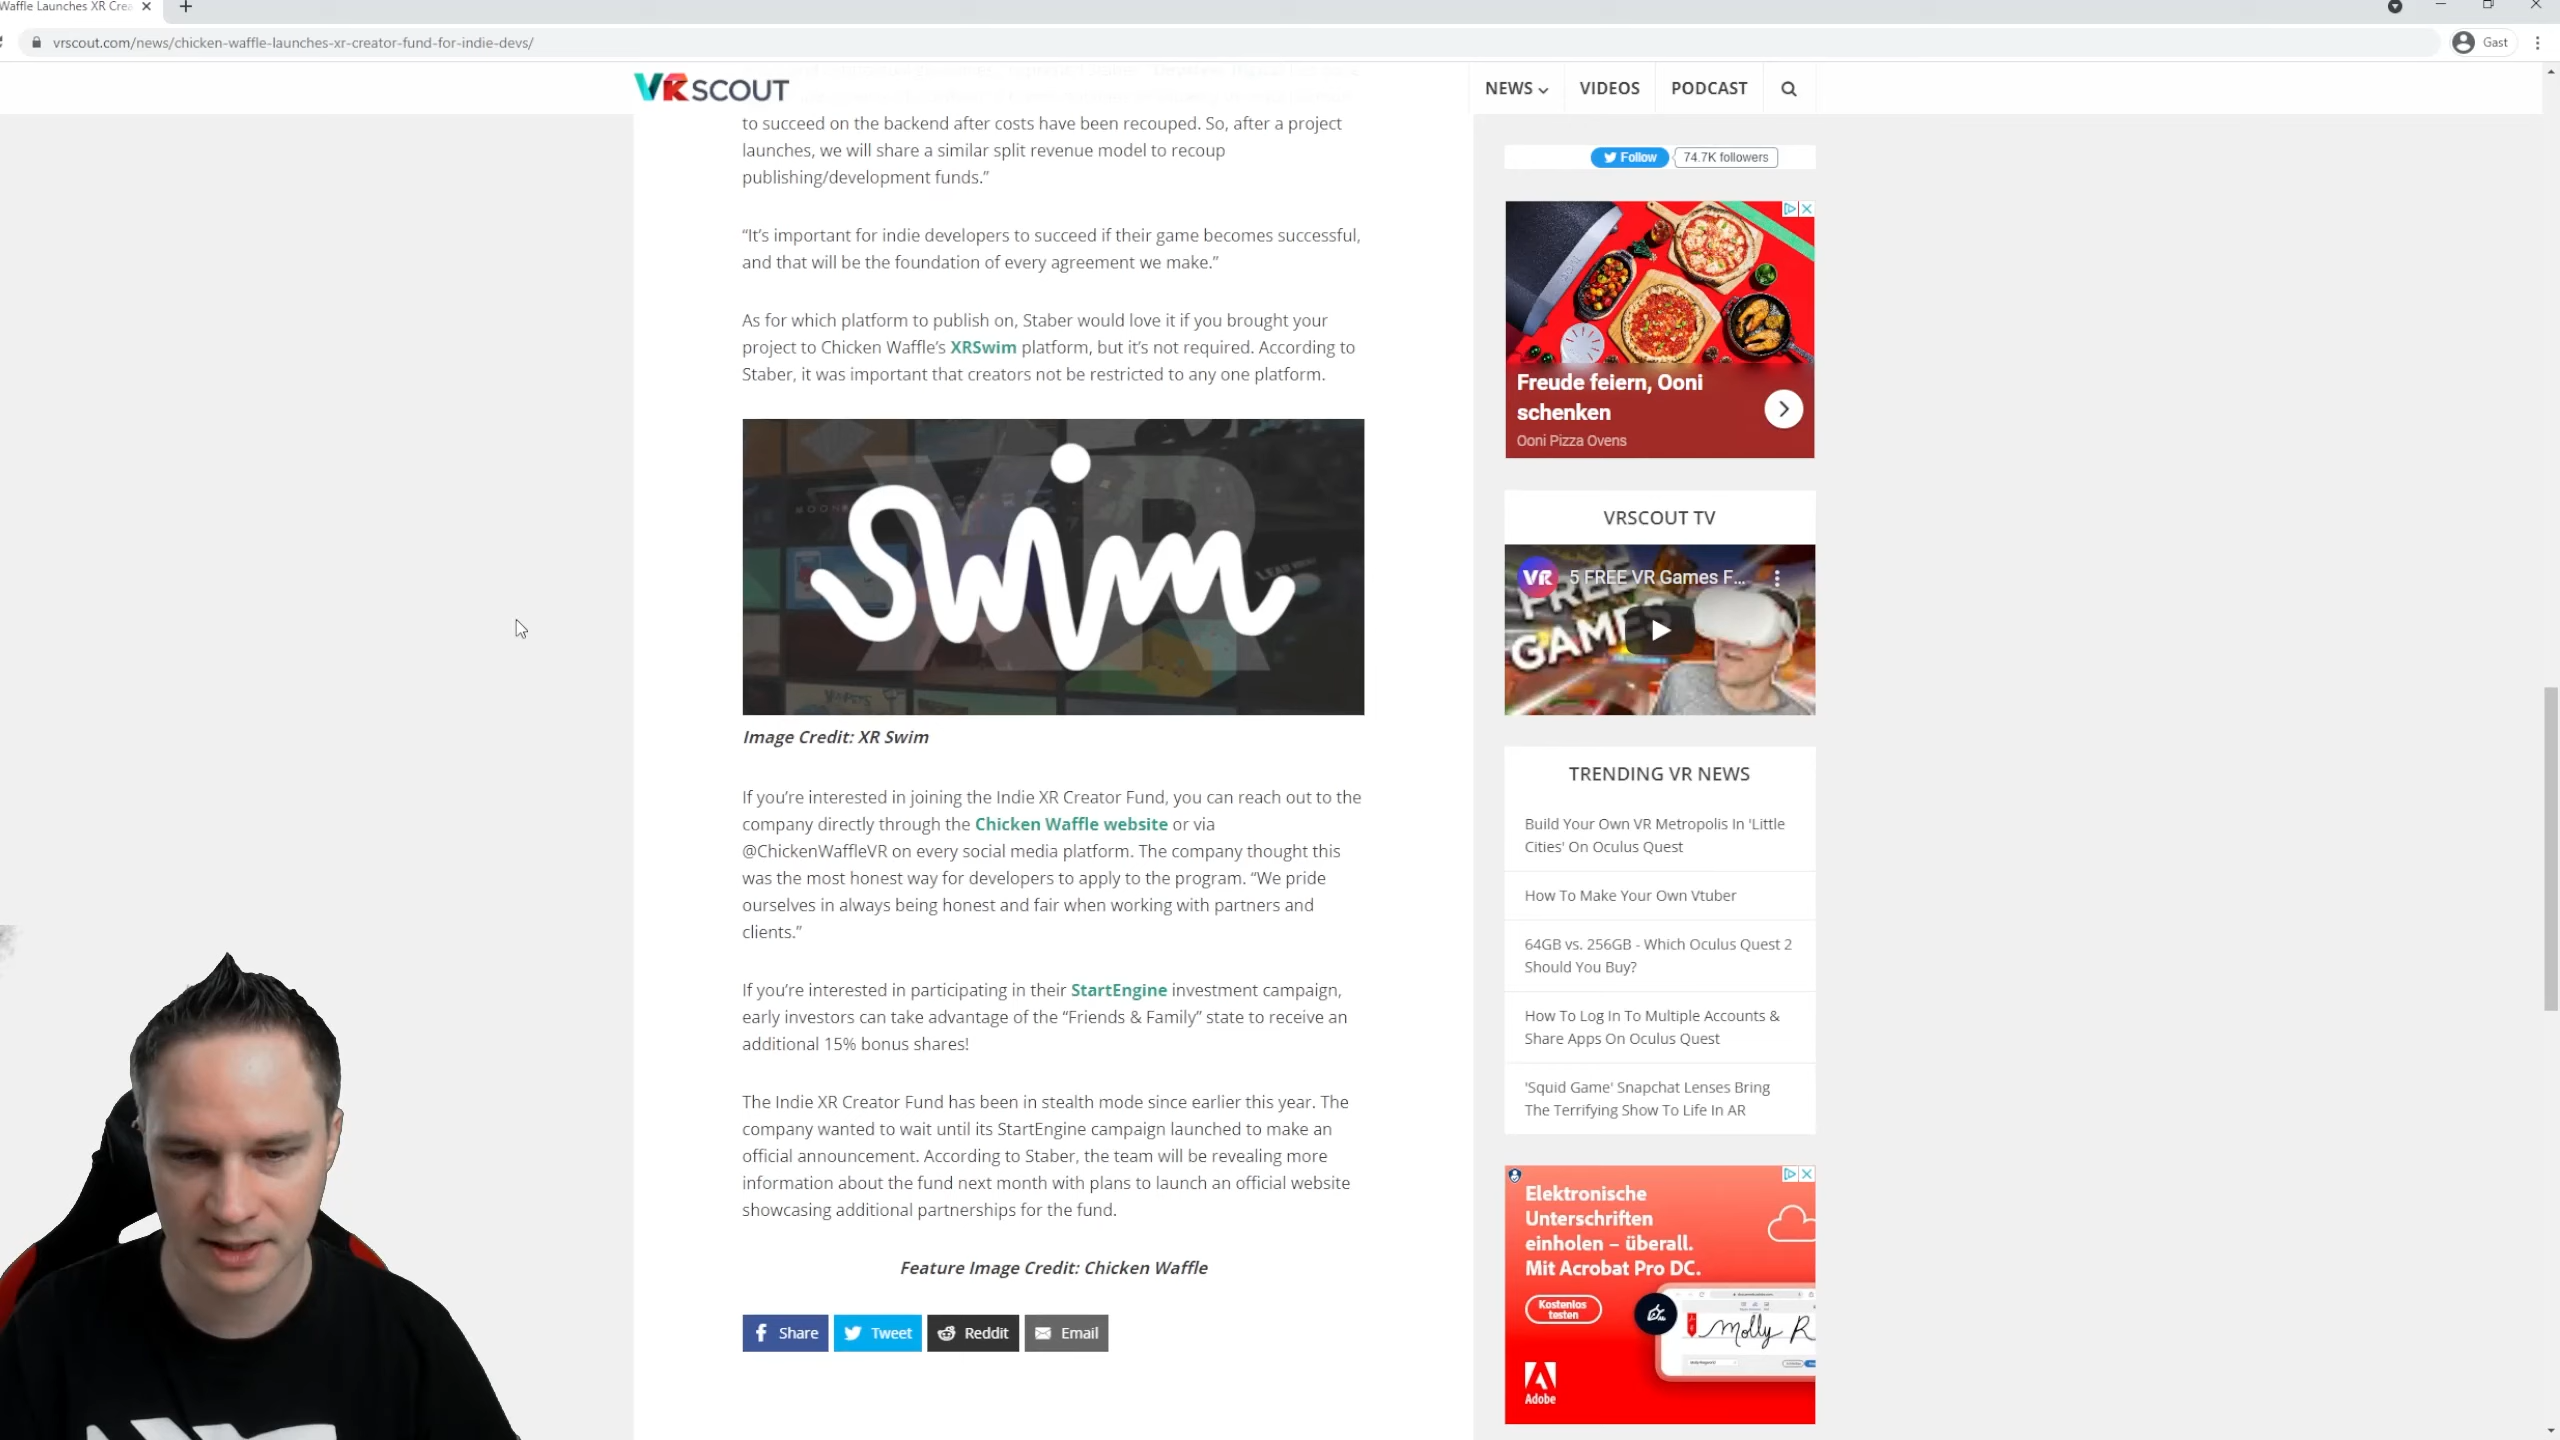 Waffle Launches XR Crea
vrscout.com/news/chicken-waffle-launches-xr-creator-fund-for-indie-devs/
Gast
VRSCOUT
NEWS
VIDEOS
PODCAST
to succeed on the backend after costs have been recouped. So, after a project
launches, we will share a similar split revenue model to recoup
publishing/development funds.”
“It’s important for indie developers to succeed if their game becomes successful,
and that will be the foundation of every agreement we make.”
As for which platform to publish on, Staber would love it if you brought your
project to Chicken Waffle’s XRSwim platform, but it’s not required. According to
Staber, it was important that creators not be restricted to any one platform.
XR
swim
Image Credit: XR Swim
If you’re interested in joining the Indie XR Creator Fund, you can reach out to the
company directly through the Chicken Waffle website or via
@ChickenWaffleVR on every social media platform. The company thought this
was the most honest way for developers to apply to the program. “We pride
ourselves in always being honest and fair when working with partners and
clients.”
If you’re interested in participating in their StartEngine investment campaign,
early investors can take advantage of the “Friends & Family” state to receive an
additional 15% bonus shares!
The Indie XR Creator Fund has been in stealth mode since earlier this year. The
company wanted to wait until its StartEngine campaign launched to make an
official announcement. According to Staber, the team will be revealing more
information about the fund next month with plans to launch an official website
showcasing additional partnerships for the fund.
Feature Image Credit: Chicken Waffle
Share
Tweet
Reddit
Email
Follow
74.7K followers
Freude feiern, Ooni
schenken
Ooni Pizza Ovens
VRSCOUT TV
VR
5 FREE VR Games F...
FREE
GAMES
TRENDING VR NEWS
Build Your Own VR Metropolis In 'Little
Cities' On Oculus Quest
How To Make Your Own Vtuber
64GB vs. 256GB - Which Oculus Quest 2
Should You Buy?
How To Log In To Multiple Accounts &
Share Apps On Oculus Quest
'Squid Game' Snapchat Lenses Bring
The Terrifying Show To Life In AR
Elektronische
Unterschriften
einholen – überall.
Mit Acrobat Pro DC.
Kostenlos
testen
Molly R
Adobe